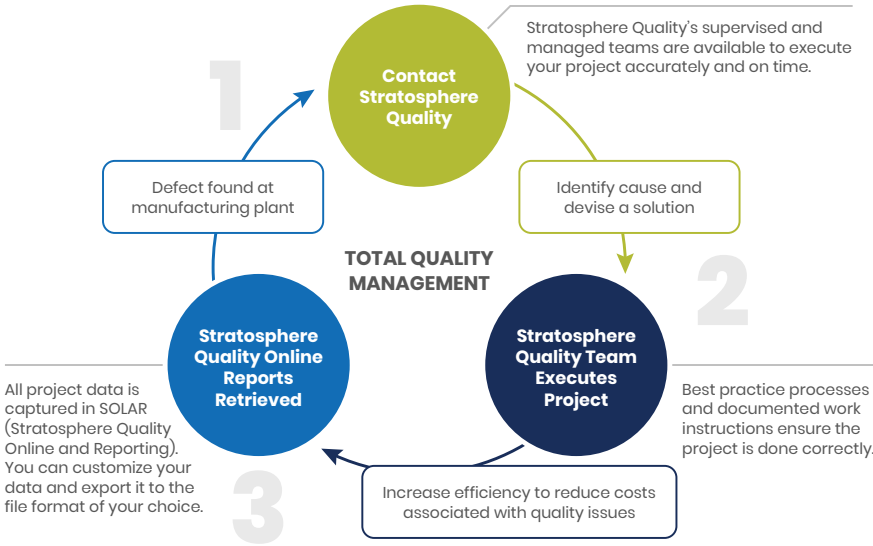 1
Contact
Stratosphere
Quality
Stratosphere Quality's supervised and
managed teams are available to execute
your project accurately and on time.
Defect found at
manufacturing plant
Identify cause and
devise a solution
TOTAL QUALITY
MANAGEMENT
2
Stratosphere
Quality Online
Reports
Retrieved
Stratosphere
Quality Team
Executes
Project
All project data is
captured in SOLAR
(Stratosphere Quality
Online and Reporting).
You can customize your
data and export it to the
file format of your choice.
Best practice processes
and documented work
instructions ensure the
project is done correctly.
3
Increase efficiency to reduce costs
associated with quality issues